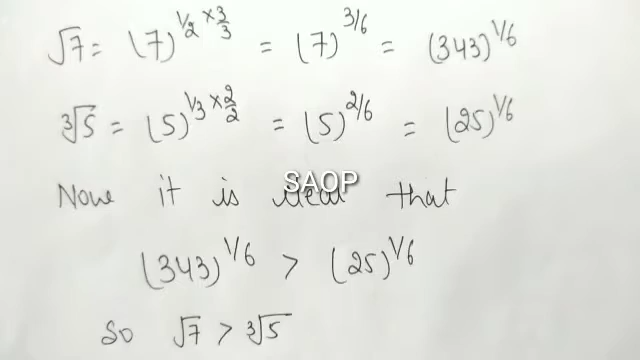 √7 = (7)^{1/2 × 3/3} = (7)^{3/6} = (343)^{1/6}
∛5 = (5)^{1/3 × 2/2} = (5)^{2/6} = (25)^{1/6}
Now it is clear that
SAOP
(343)^{1/6} > (25)^{1/6}
So √7 > ∛5